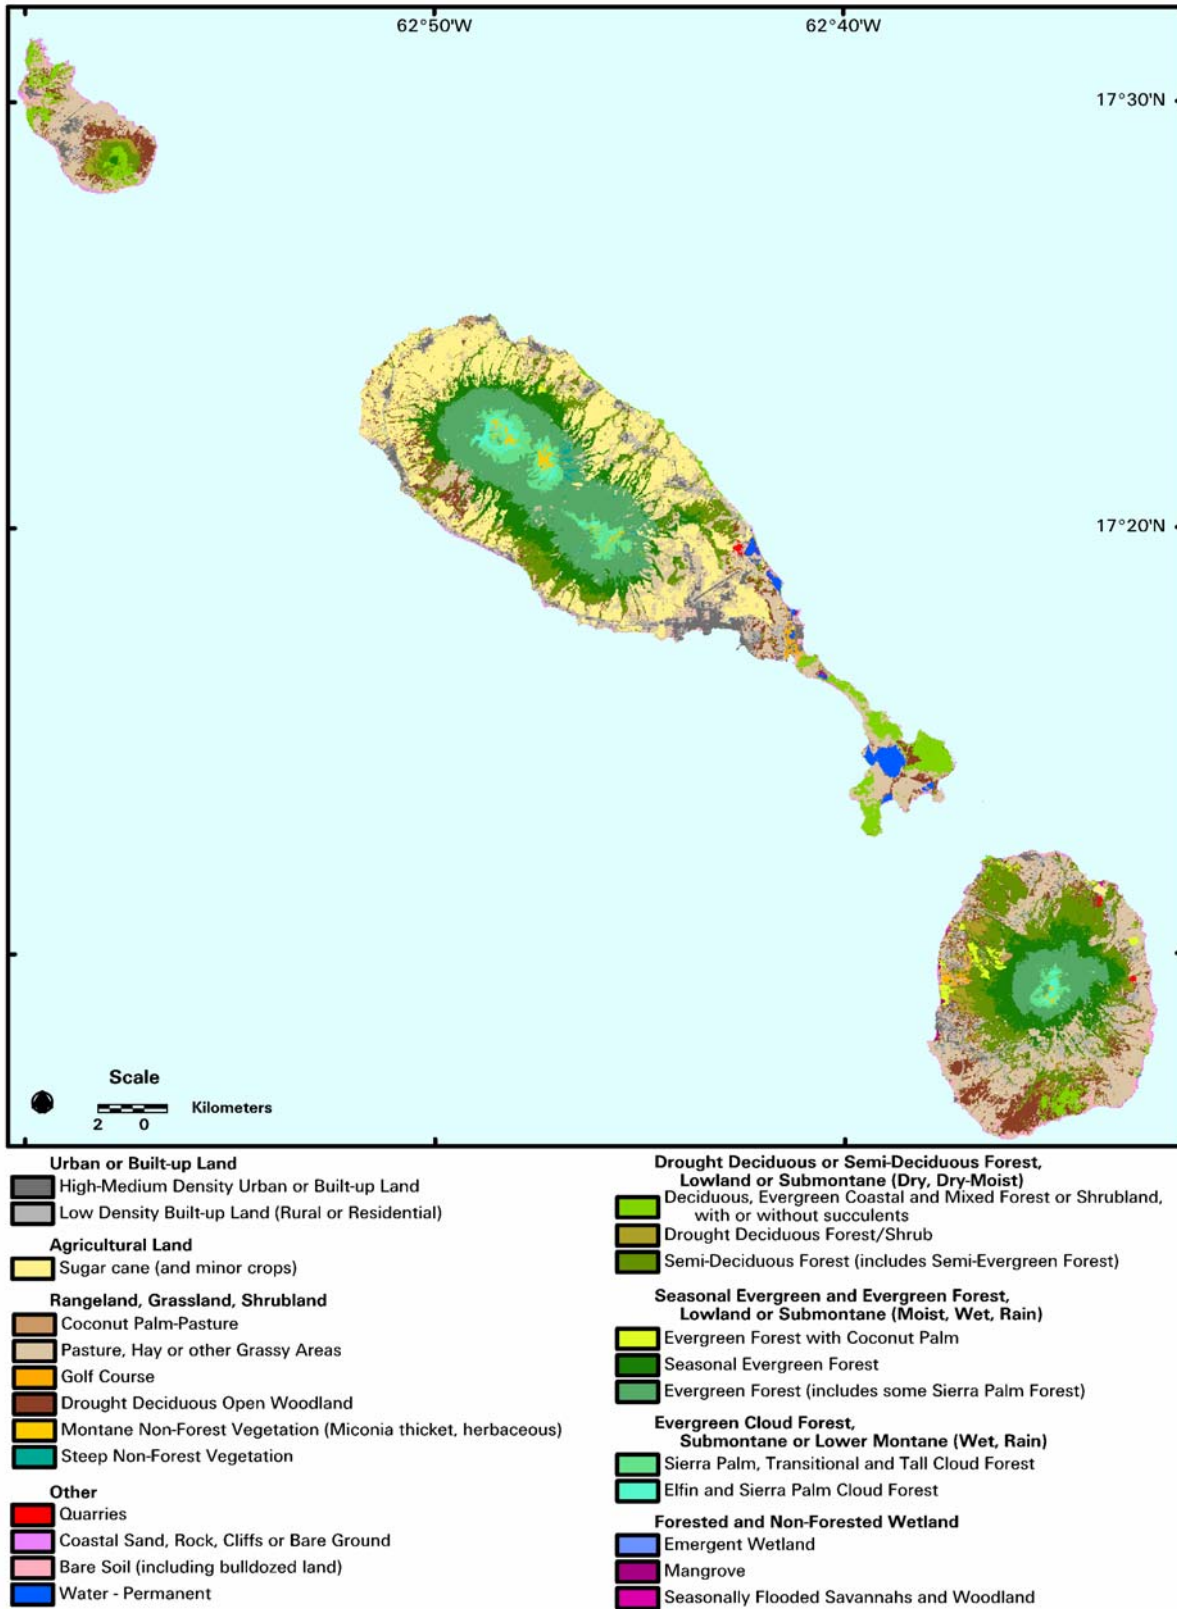 62°50'W
62°40'W
17°30'N
17°20'N
Scale
2 0 Kilometers
Urban or Built-up Land
High-Medium Density Urban or Built-up Land
Low Density Built-up Land (Rural or Residential)
Agricultural Land
Sugar cane (and minor crops)
Rangeland, Grassland, Shrubland
Coconut Palm-Pasture
Pasture, Hay or other Grassy Areas
Golf Course
Drought Deciduous Open Woodland
Montane Non-Forest Vegetation (Miconia thicket, herbaceous)
Steep Non-Forest Vegetation
Other
Quarries
Coastal Sand, Rock, Cliffs or Bare Ground
Bare Soil (including bulldozed land)
Water - Permanent
Drought Deciduous or Semi-Deciduous Forest,
Lowland or Submontane (Dry, Dry-Moist)
Deciduous, Evergreen Coastal and Mixed Forest or Shrubland,
with or without succulents
Drought Deciduous Forest/Shrub
Semi-Deciduous Forest (includes Semi-Evergreen Forest)
Seasonal Evergreen and Evergreen Forest,
Lowland or Submontane (Moist, Wet, Rain)
Evergreen Forest with Coconut Palm
Seasonal Evergreen Forest
Evergreen Forest (includes some Sierra Palm Forest)
Evergreen Cloud Forest,
Submontane or Lower Montane (Wet, Rain)
Sierra Palm, Transitional and Tall Cloud Forest
Elfin and Sierra Palm Cloud Forest
Forested and Non-Forested Wetland
Emergent Wetland
Mangrove
Seasonally Flooded Savannahs and Woodland